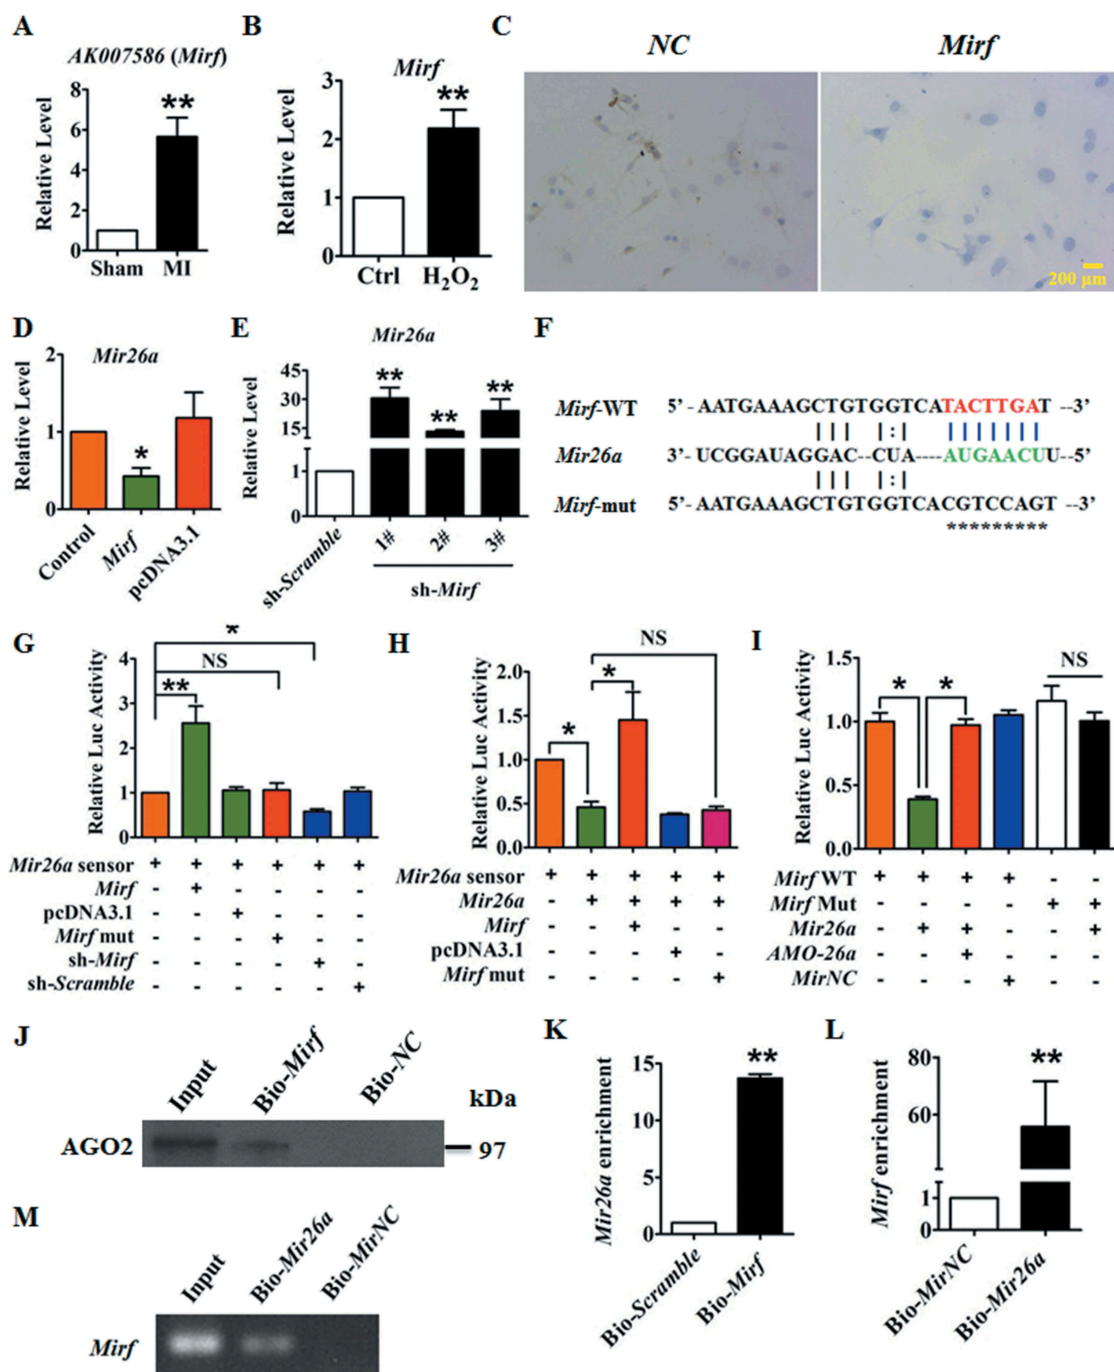 A
AK007586 (Mirf)
Relative Level
8
6
4
2
0
**
Sham MI
B
Mirf
Relative Level
3
2
1
0
**
Ctrl H₂O₂
C
NC Mirf
200 µm
D
Mir26a
Relative Level
2
1
0
*
Control Mirf pcDNA3.1
E
Mir26a
Relative Level
45
30
15
1
0
** ** **
sh-Scramble 1# 2# 3#
sh-Mirf
F
Mirf-WT 5’- AATGAAAGCTGTGGTCATACTTGAT --3’
Mir26a 3’- UCGGAUAGGAC--CUA----AUGAACUU--5’
Mirf-mut 5’- AATGAAAGCTGTGGTCACGTCCAGT --3’
*********
G
Relative Luc Activity
4
3
2
1
0
*
NS
**
Mir26a sensor + + + + + +
Mirf - + - - - -
pcDNA3.1 - - + - - -
Mirf mut - - - + - -
sh-Mirf - - - - + -
sh-Scramble - - - - - +
H
Relative Luc Activity
2.0
1.5
1.0
0.5
0.0
NS
*
*
Mir26a sensor + + + + +
Mir26a - + + + +
Mirf - - + - -
pcDNA3.1 - - - + -
Mirf mut - - - - +
I
Relative Luc Activity
1.5
1.0
0.5
0.0
* * NS
Mirf WT + + + + - -
Mirf Mut - - - - + +
Mir26a - + + - - +
AMO-26a - - + - - -
MirNC - - - + - -
J
Input Bio-Mirf Bio-NC
kDa
AGO2 97
K
Mir26a enrichment
15
10
5
0
**
Bio-Scramble Bio-Mirf
L
Mirf enrichment
80
60
1
0
**
Bio-MirNC Bio-Mir26a
M
Input Bio-Mir26a Bio-MirNC
Mirf